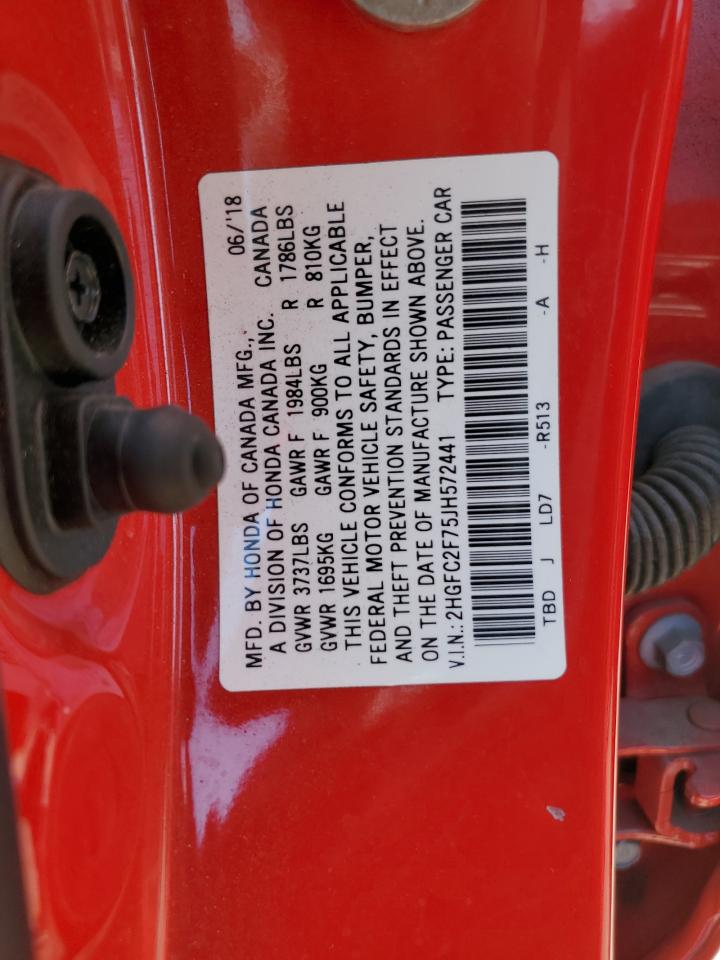 MFD. BY HONDA OF CANADA MFG., 06/'18
A DIVISION OF HONDA CANADA INC. CANADA
GVWR 3737LBS GAWR F 1984LBS R 1786LBS
GVWR 1695KG GAWR F 900KG R 810KG
THIS VEHICLE CONFORMS TO ALL APPLICABLE
FEDERAL MOTOR VEHICLE SAFETY, BUMPER,
AND THEFT PREVENTION STANDARDS IN EFFECT
ON THE DATE OF MANUFACTURE SHOWN ABOVE.
V.I.N.: 2HGFC2F75JH572441 TYPE: PASSENGER CAR
TBD J LD7 -R513 -A -H